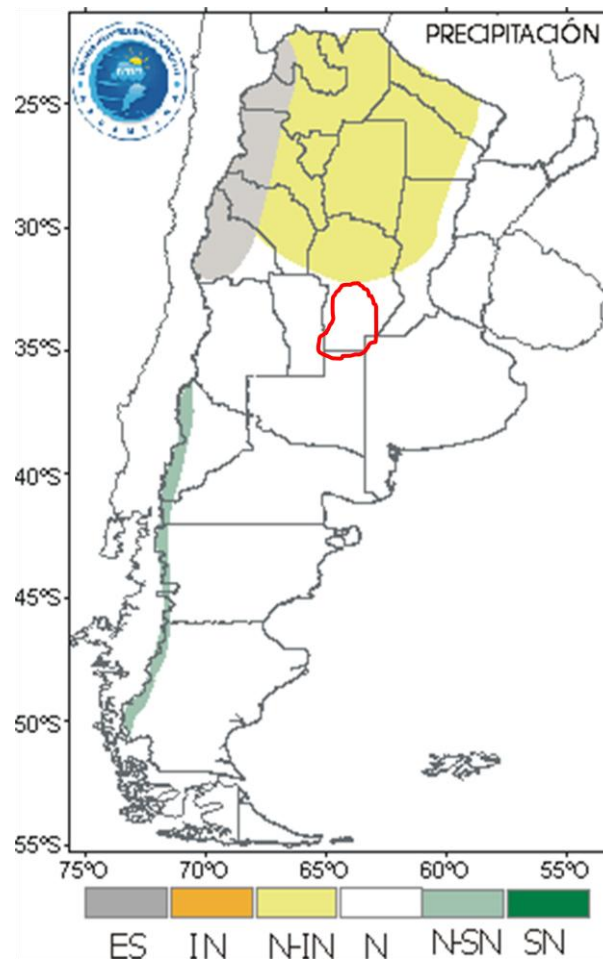 PRECIPITACIÓN
25ºS
30ºS
35ºS
40ºS
45ºS
50ºS
55ºS
75ºO
70ºO
65ºO
60ºO
55ºO
ES
IN
N-IN
N
N-SN
SN